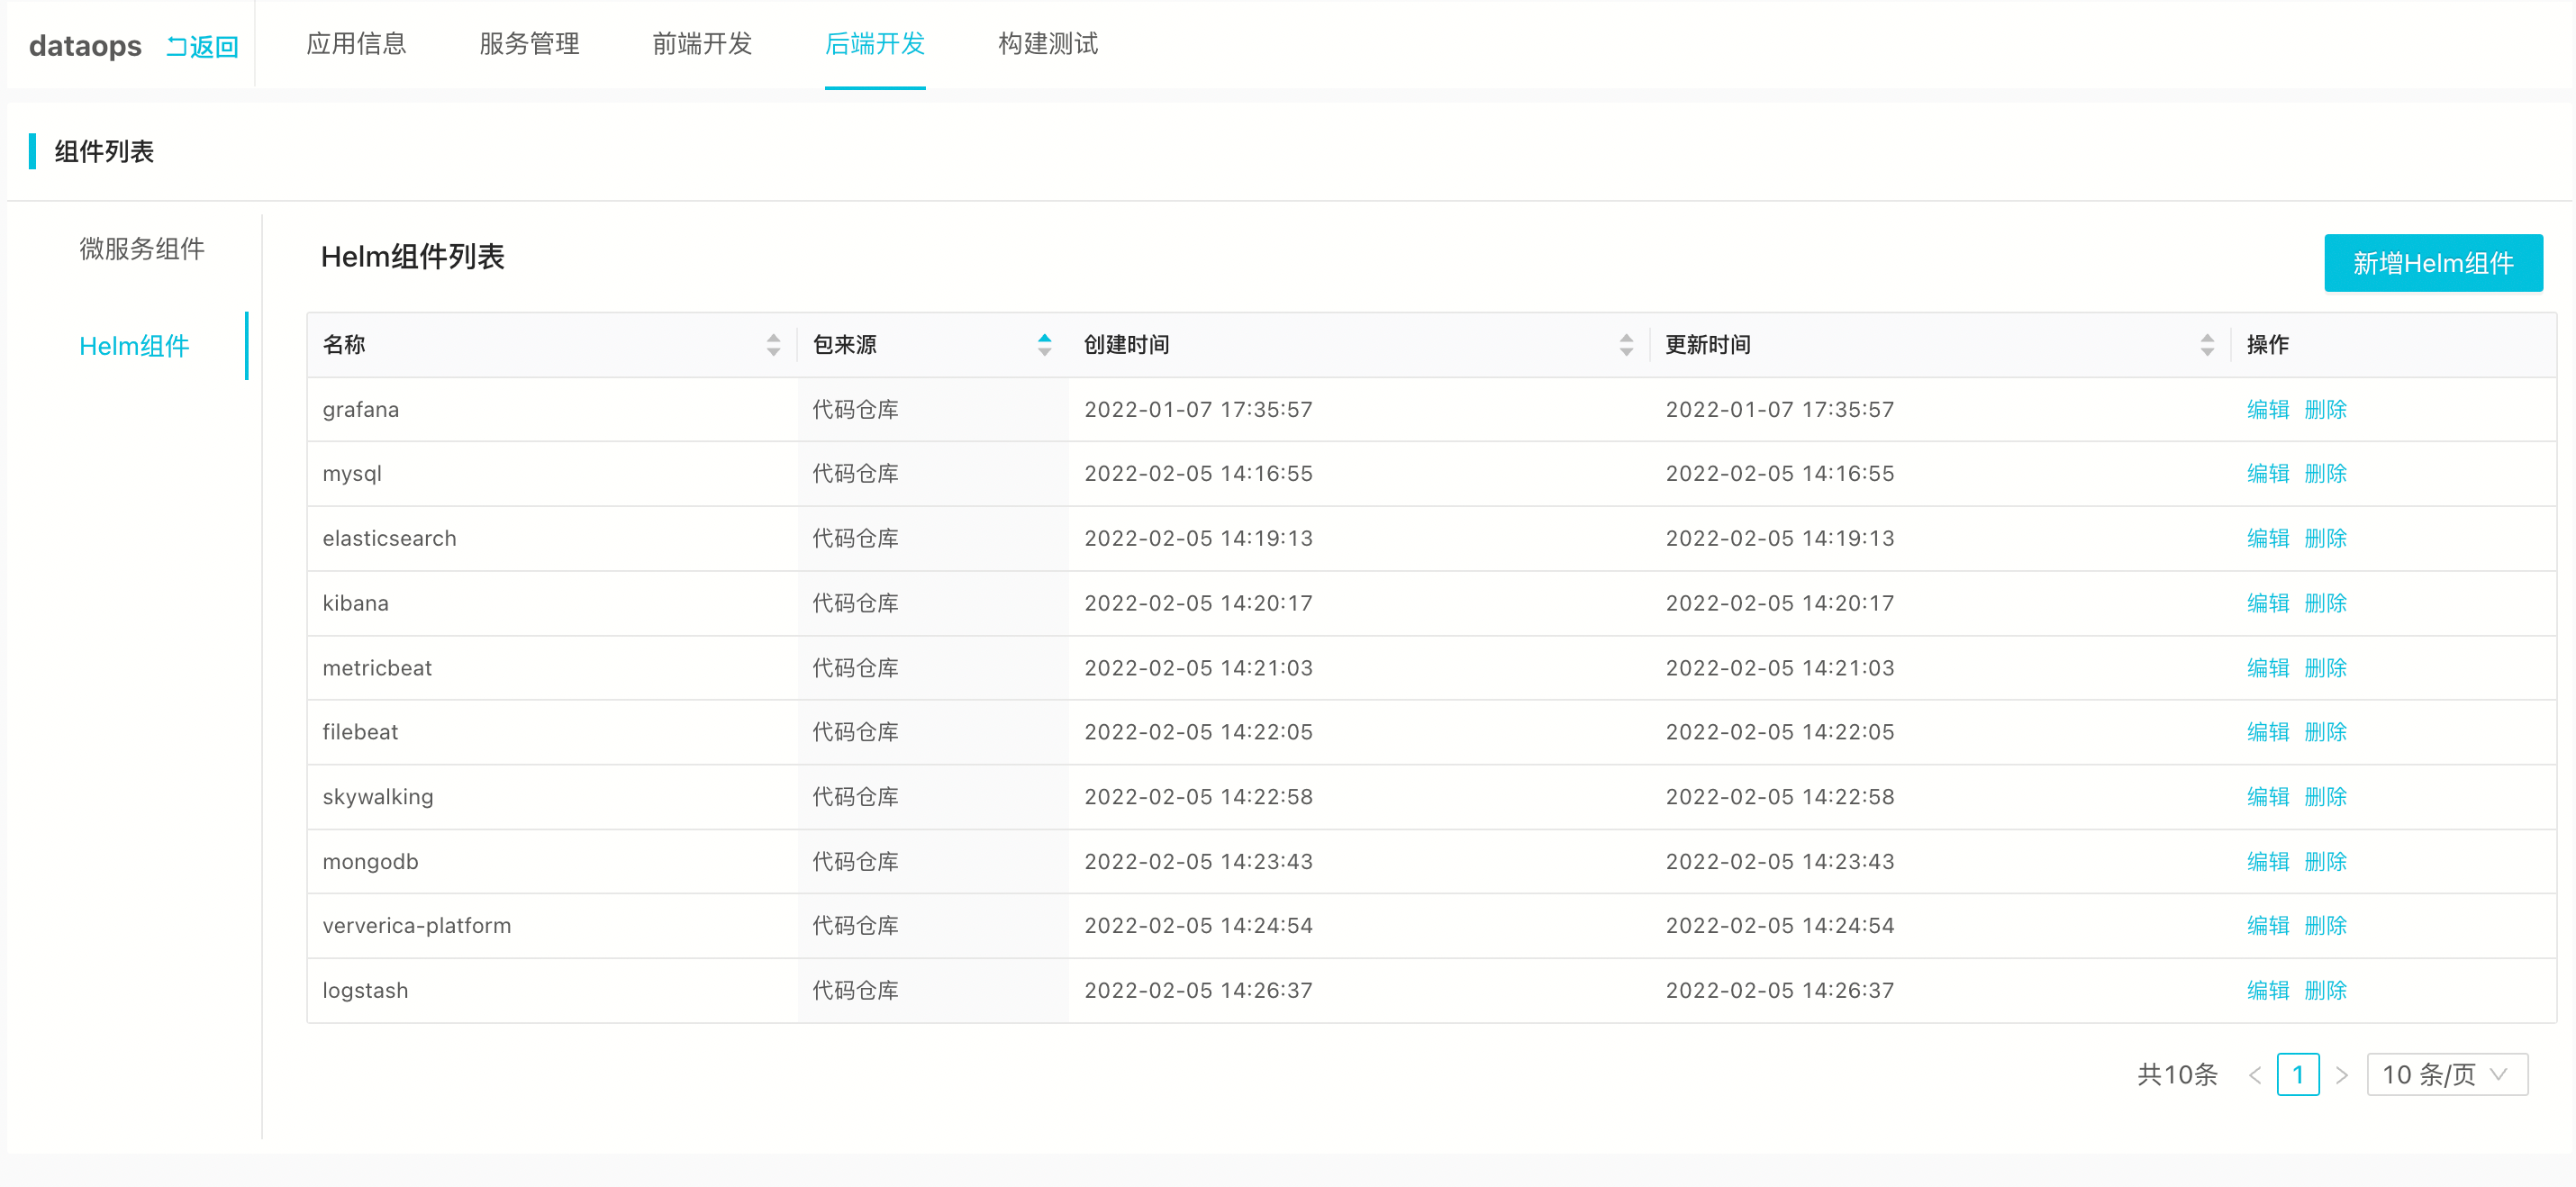 dataops 返回 应用信息 服务管理 前端开发 后端开发 构建测试
组件列表
微服务组件
Helm组件
Helm组件列表 新增Helm组件
名称 包来源 创建时间 更新时间 操作
grafana 代码仓库 2022-01-07 17:35:57 2022-01-07 17:35:57 编辑 删除
mysql 代码仓库 2022-02-05 14:16:55 2022-02-05 14:16:55 编辑 删除
elasticsearch 代码仓库 2022-02-05 14:19:13 2022-02-05 14:19:13 编辑 删除
kibana 代码仓库 2022-02-05 14:20:17 2022-02-05 14:20:17 编辑 删除
metricbeat 代码仓库 2022-02-05 14:21:03 2022-02-05 14:21:03 编辑 删除
filebeat 代码仓库 2022-02-05 14:22:05 2022-02-05 14:22:05 编辑 删除
skywalking 代码仓库 2022-02-05 14:22:58 2022-02-05 14:22:58 编辑 删除
mongodb 代码仓库 2022-02-05 14:23:43 2022-02-05 14:23:43 编辑 删除
ververica-platform 代码仓库 2022-02-05 14:24:54 2022-02-05 14:24:54 编辑 删除
logstash 代码仓库 2022-02-05 14:26:37 2022-02-05 14:26:37 编辑 删除
共10条 < 1 > 10 条/页